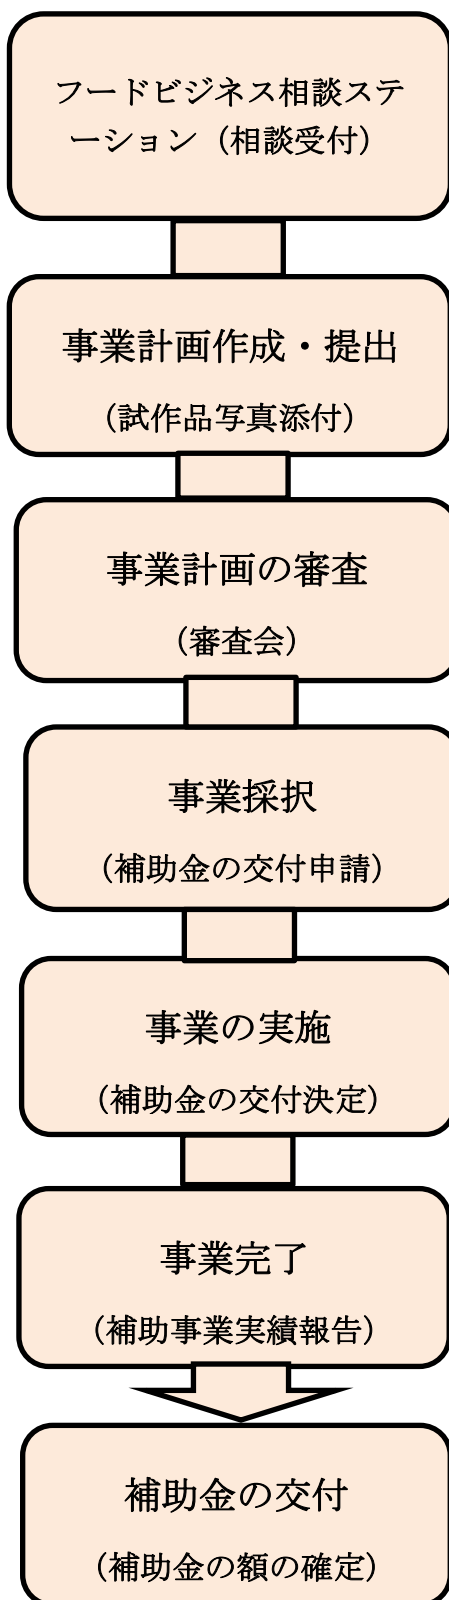 フードビジネス相談ステ
ーション（相談受付）
事業計画作成・提出
（試作品写真添付）
事業計画の審査
（審査会）
事業採択
（補助金の交付申請）
事業の実施
（補助金の交付決定）
事業完了
（補助事業実績報告）
補助金の交付
（補助金の額の確定）